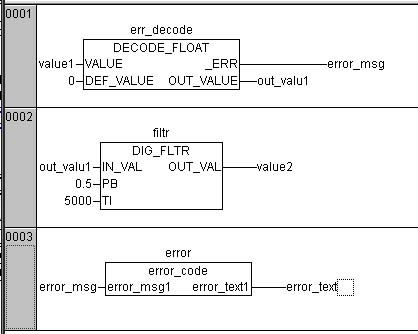 0001
err_decode
DECODE_FLOAT
value1 VALUE _ERR error_msg
0 DEF_VALUE OUT_VALUE out_valu1
0002
filtr
DIG_FLTR
out_valu1 IN_VAL OUT_VAL value2
0.5 PB
5000 TI
0003
error
error_code
error_msg error_msg1 error_text1 error_text